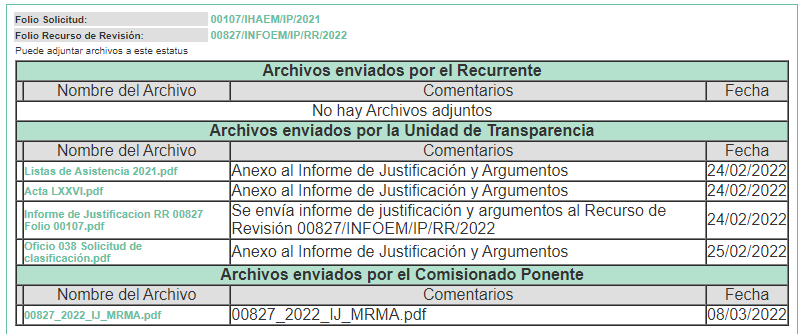 Folio Solicitud: 00107/IHAEM/IP/2021
Folio Recurso de Revisión: 00827/INFOEM/IP/RR/2022
Puede adjuntar archivos a este estatus
Archivos enviados por el Recurrente
Nombre del Archivo Comentarios Fecha
No hay Archivos adjuntos
Archivos enviados por la Unidad de Transparencia
Nombre del Archivo Comentarios Fecha
Listas de Asistencia 2021.pdf Anexo al Informe de Justificación y Argumentos 24/02/2022
Acta LXXVI.pdf Anexo al Informe de Justificación y Argumentos 24/02/2022
Informe de Justificacion RR 00827
Folio 00107.pdf
Se envía informe de justificación y argumentos al Recurso de
Revisión 00827/INFOEM/IP/RR/2022
24/02/2022
Oficio 038 Solicitud de
clasificación.pdf
Anexo al Informe de Justificación y Argumentos 25/02/2022
Archivos enviados por el Comisionado Ponente
Nombre del Archivo Comentarios Fecha
00827_2022_IJ_MRMA.pdf 00827_2022_IJ_MRMA.pdf 08/03/2022